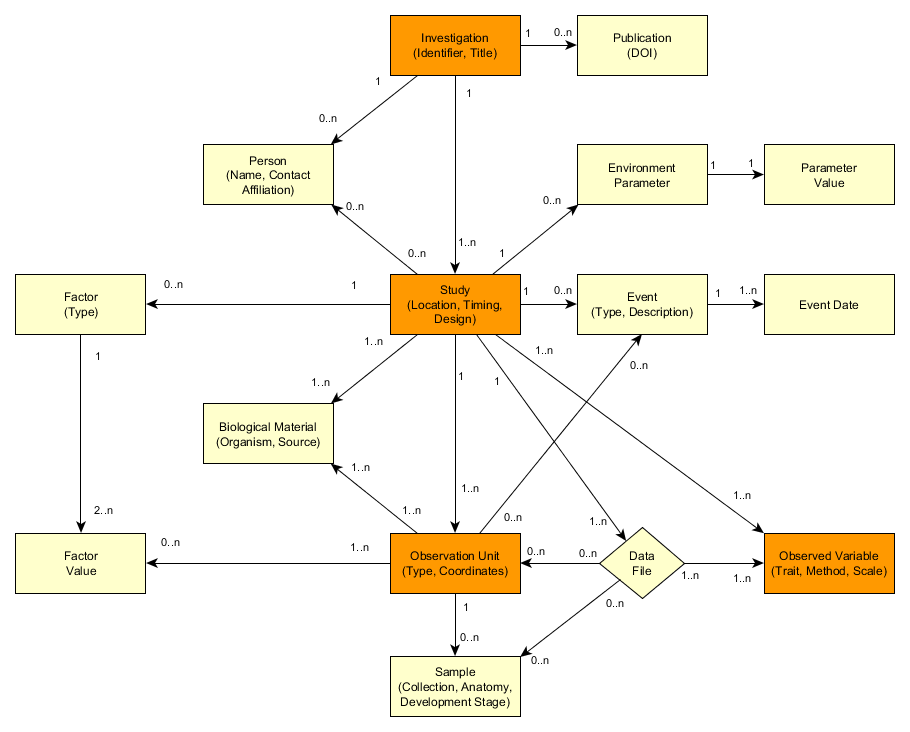 Investigation
(Identifier, Title)
1
0..n
Publication
(DOI)
1
1
0..n
Person
(Name, Contact
Affiliation)
Environment
Parameter
1
1
Parameter
Value
0..n
0..n
0..n
1..n
1
Factor
(Type)
0..n
1
Study
(Location, Timing,
Design)
1
0..n
Event
(Type, Description)
1
1..n
Event Date
1
1..n
1..n
1
1
1..n
0..n
Biological Material
(Organism, Source)
1..n
1..n
1..n
1..n
2..n
1..n
0..n
1..n
Factor
Value
0..n
1..n
Observation Unit
(Type, Coordinates)
0..n
0..n
Data
File
1..n
1..n
Observed Variable
(Trait, Method, Scale)
1
0..n
0..n
0..n
Sample
(Collection, Anatomy,
Development Stage)